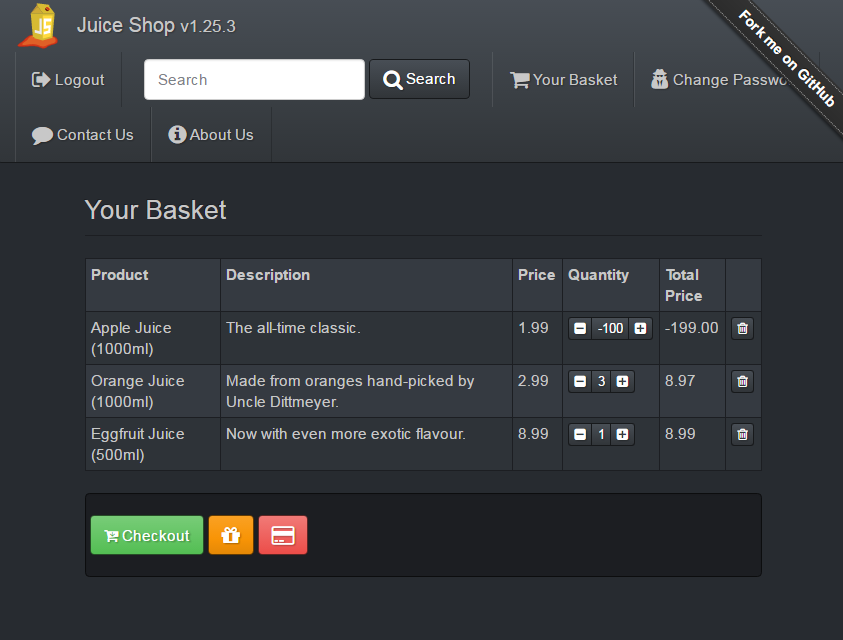 Juice Shop v1.25.3
Fork me on GitHub
JS
Logout
Search
Search
Your Basket
Change Passwo
Contact Us
About Us
Your Basket
Product Description Price Quantity Total Price
Apple Juice (1000ml) The all-time classic. 1.99 -100 -199.00
Orange Juice (1000ml) Made from oranges hand-picked by Uncle Dittmeyer. 2.99 3 8.97
Eggfruit Juice (500ml) Now with even more exotic flavour. 8.99 1 8.99
Checkout